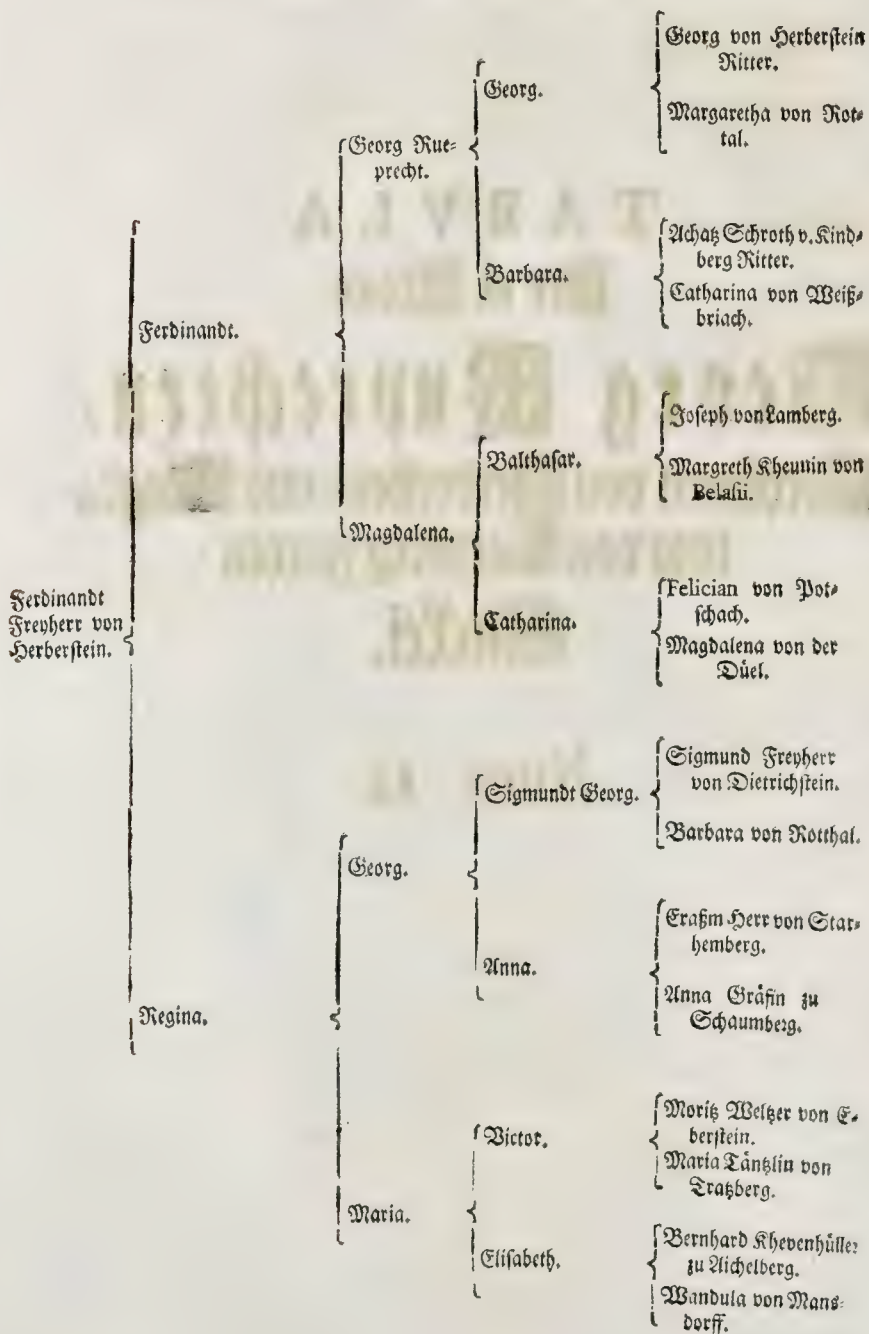 Ferdinandt
Freyherr von
Herberstein.
Ferdinandt.
Georg Rue-
precht.
Georg.
Georg von Herberstein
Ritter.
Margaretha von Rot-
tal.
Barbara.
Achatz Schroth v. Kind-
berg Ritter.
Catharina von Weiß-
briach.
Magdalena.
Balthasar.
Joseph von Lamberg.
Margreth Kheunin von
Belasii.
Catharina.
Felician von Pot-
schach.
Magdalena von der
Düel.
Regina.
Georg.
Sigmundt Georg.
Sigmund Freyherr
von Dietrichstein.
Barbara von Rotthal.
Anna.
Eraßm Herr von Star-
hemberg.
Anna Gräfin zu
Schaumberg.
Maria.
Victor.
Moritz Weltzer von E-
berstein.
Maria Täntzlin von
Tratzberg.
Elisabeth.
Bernhard Khevenhüller
zu Aichelberg.
Wandula von Mans-
dorff.